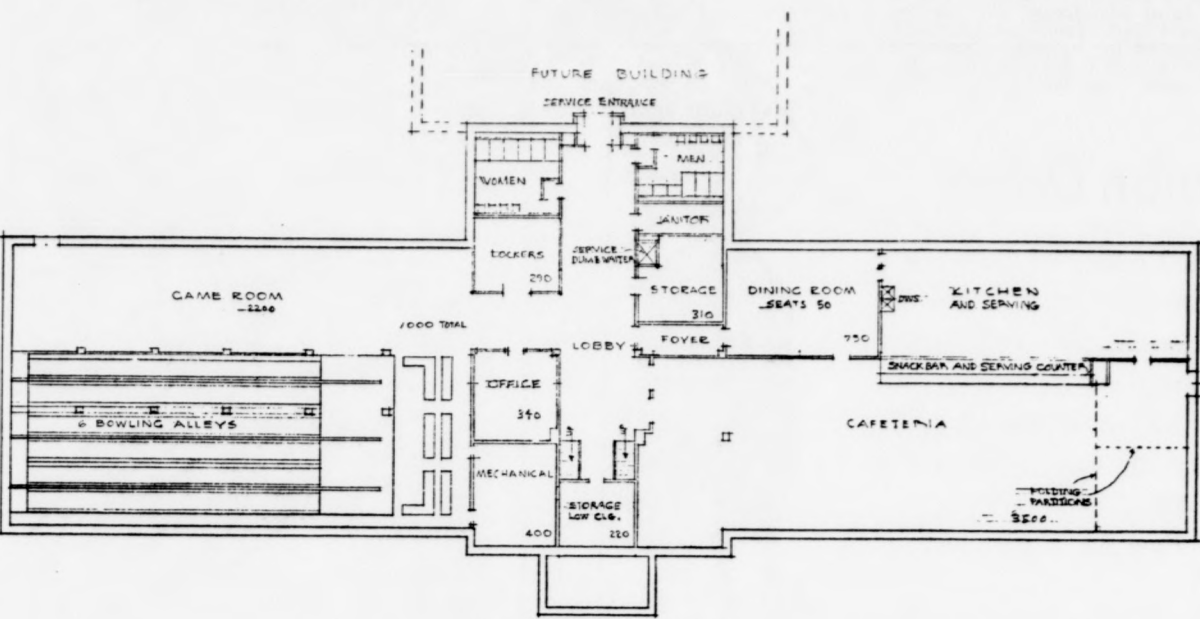 FUTURE BUILDING
SERVICE ENTRANCE
WOMEN
MEN
JANITOR
LOCKERS
290
SERVICE
DUMBWAITER
STORAGE
310
GAME ROOM
2200
7000 TOTAL
LOBBY
FOYER
DINING ROOM
SEATS 50
750
DWS.
KITCHEN
AND SERVING
SNACKBAR AND SERVING COUNTER
OFFICE
340
6 BOWLING ALLEYS
CAFETERIA
MECHANICAL
400
STORAGE
LOW CLG.
220
FOLDING
PARTITIONS
3500